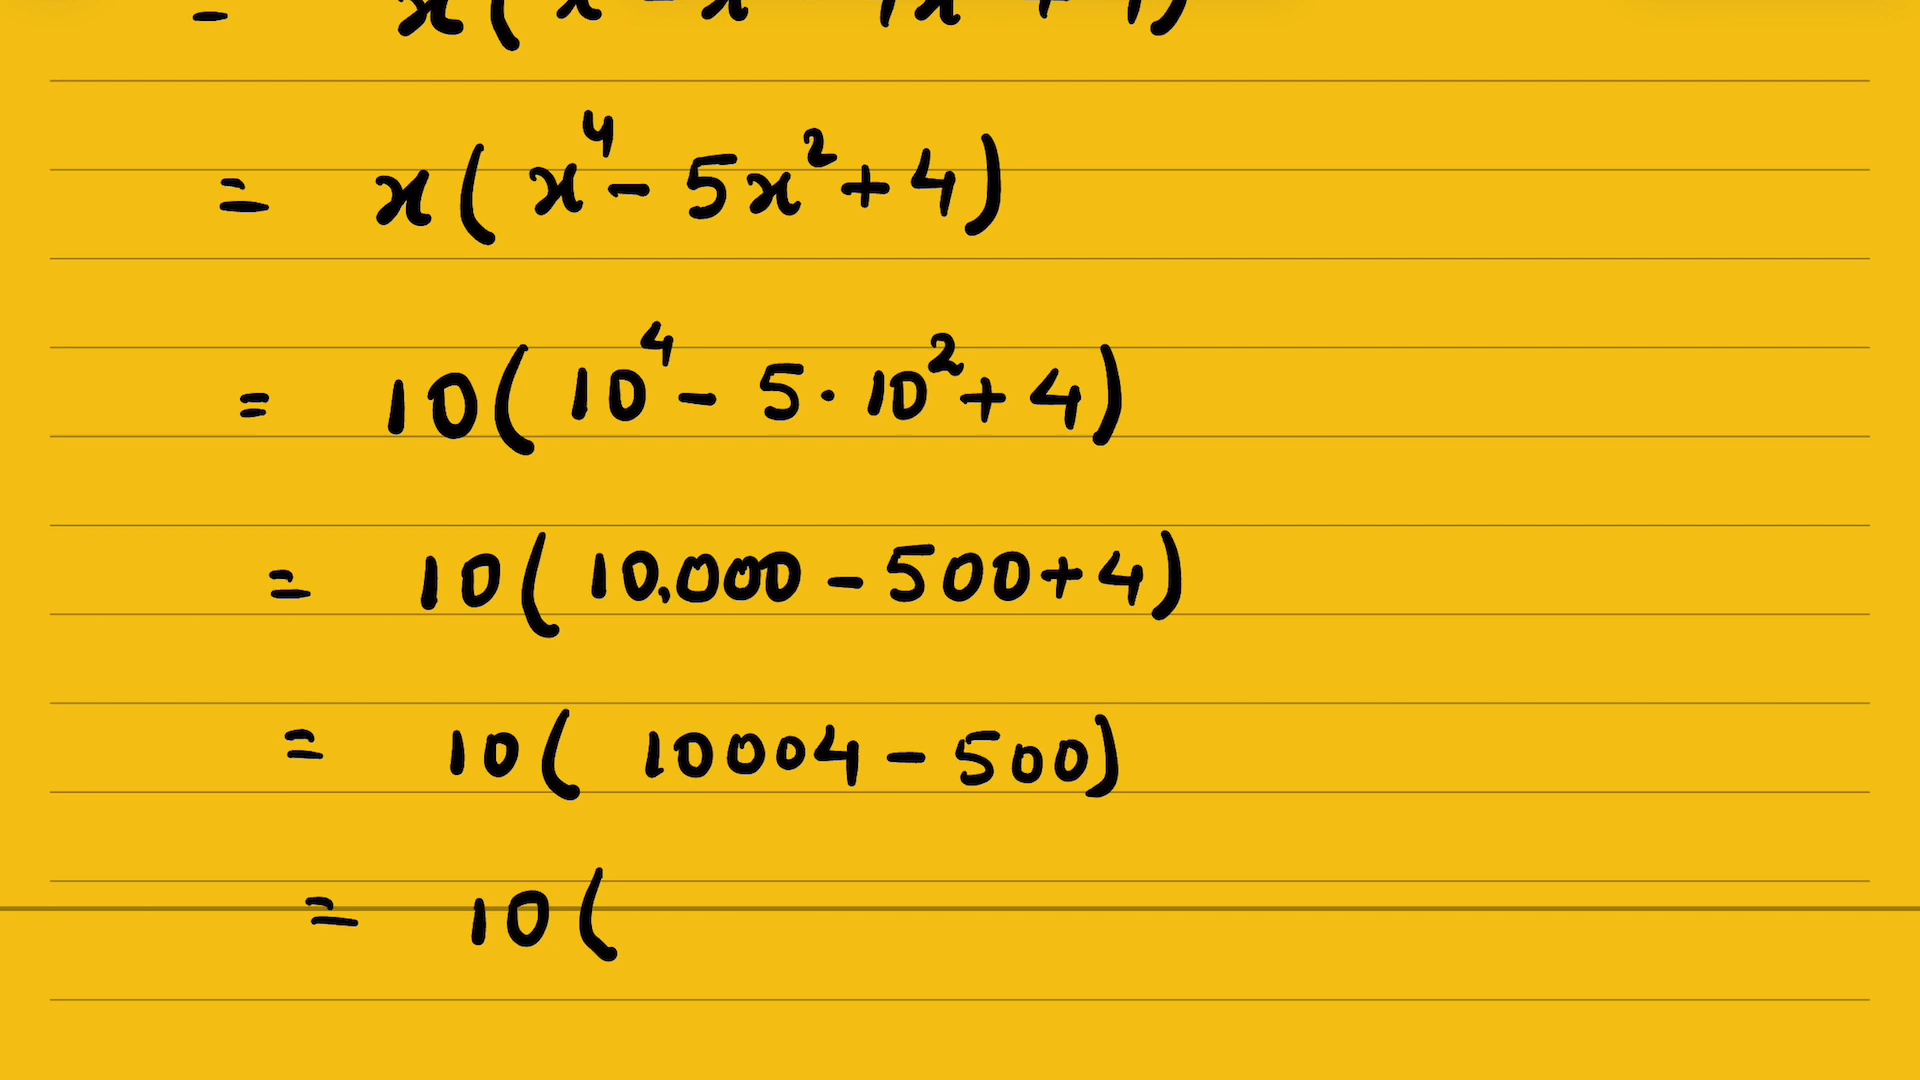 = x(x⁴ - 5x² + 4)
= 10(10⁴ - 5 · 10² + 4)
= 10(10,000 - 500 + 4)
= 10(10004 - 500)
= 10(